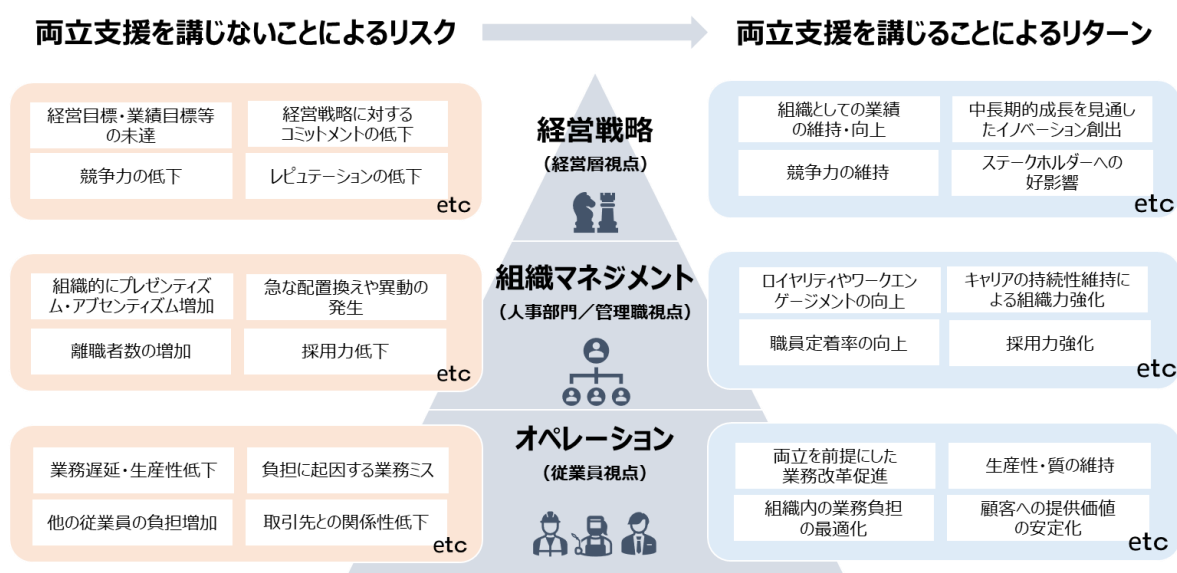 両立支援を講じないことによるリスク
両立支援を講じることによるリターン
経営目標・業績目標等
の未達
経営戦略に対する
コミットメントの低下
競争力の低下
レピュテーションの低下
etc
経営戦略
(経営層視点)
組織としての業績
の維持・向上
中長期的成長を見通し
たイノベーション創出
競争力の維持
ステークホルダーへの
好影響
etc
組織的にプレゼンティズ
ム・アブセンティズム増加
急な配置換えや異動の
発生
離職者数の増加
採用力低下
etc
組織マネジメント
(人事部門/管理職視点)
ロイヤリティやワークエン
ゲージメントの向上
キャリアの持続性維持に
よる組織力強化
職員定着率の向上
採用力強化
etc
業務遅延・生産性低下
負担に起因する業務ミス
他の従業員の負担増加
取引先との関係性低下
etc
オペレーション
(従業員視点)
両立を前提にした
業務改革促進
生産性・質の維持
組織内の業務負担
の最適化
顧客への提供価値
の安定化
etc